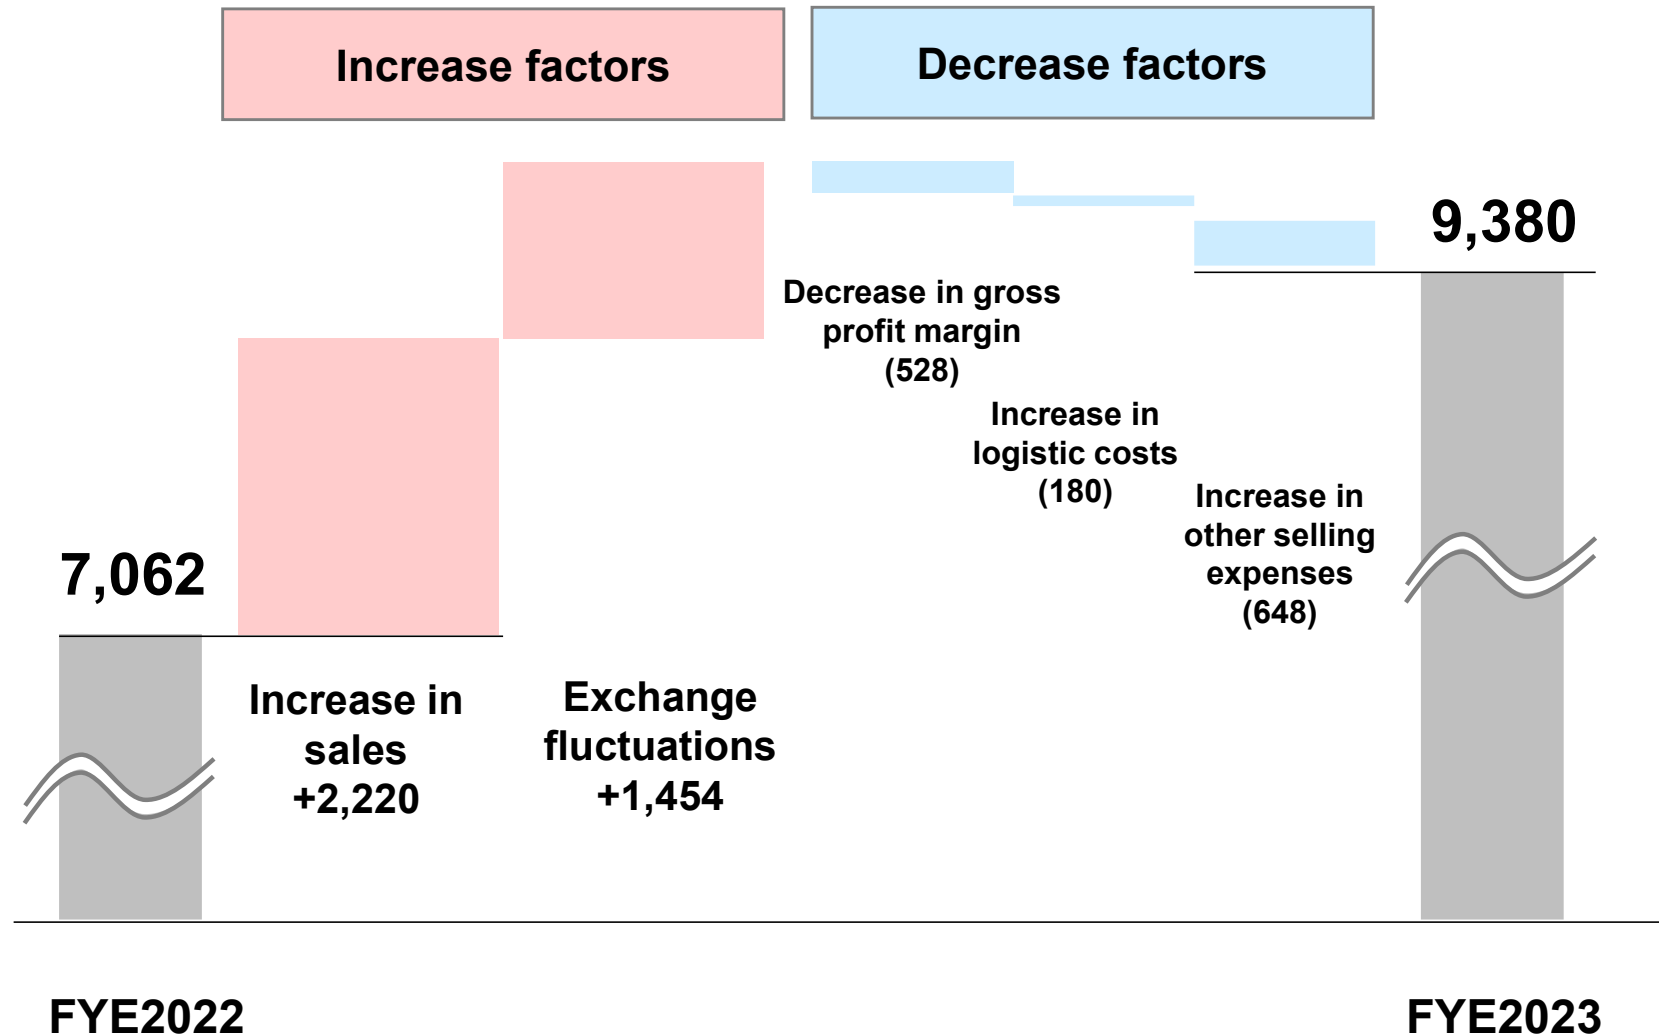 Increase factors
Decrease factors
9,380
Decrease in gross
profit margin
(528)
Increase in
logistic costs
(180)
Increase in
other selling
expenses
(648)
7,062
Increase in
sales
+2,220
Exchange
fluctuations
+1,454
FYE2022
FYE2023